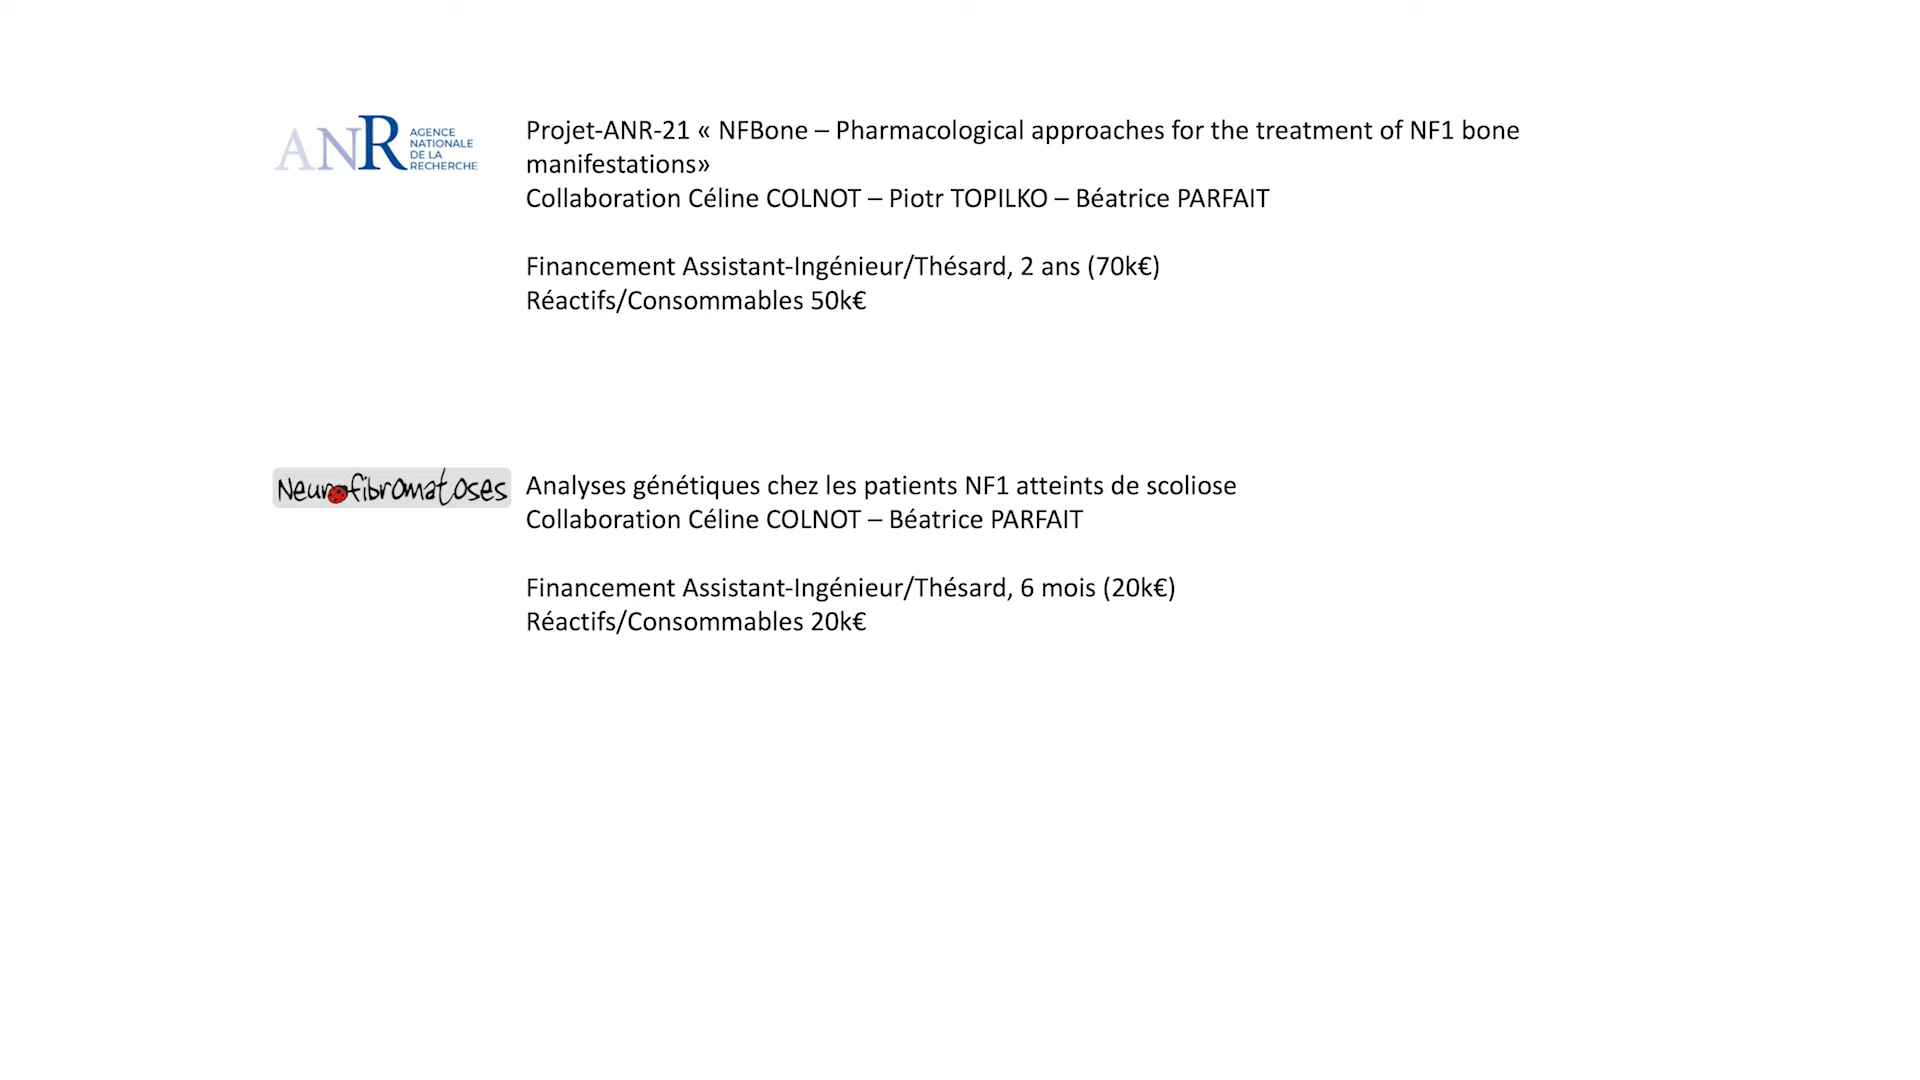 ANR AGENCE
NATIONALE
DE LA
RECHERCHE
Projet-ANR-21 « NFBone – Pharmacological approaches for the treatment of NF1 bone
manifestations»
Collaboration Céline COLNOT – Piotr TOPILKO – Béatrice PARFAIT
Financement Assistant-Ingénieur/Thésard, 2 ans (70k€)
Réactifs/Consommables 50k€
Neurofibromatoses
Analyses génétiques chez les patients NF1 atteints de scoliose
Collaboration Céline COLNOT – Béatrice PARFAIT
Financement Assistant-Ingénieur/Thésard, 6 mois (20k€)
Réactifs/Consommables 20k€